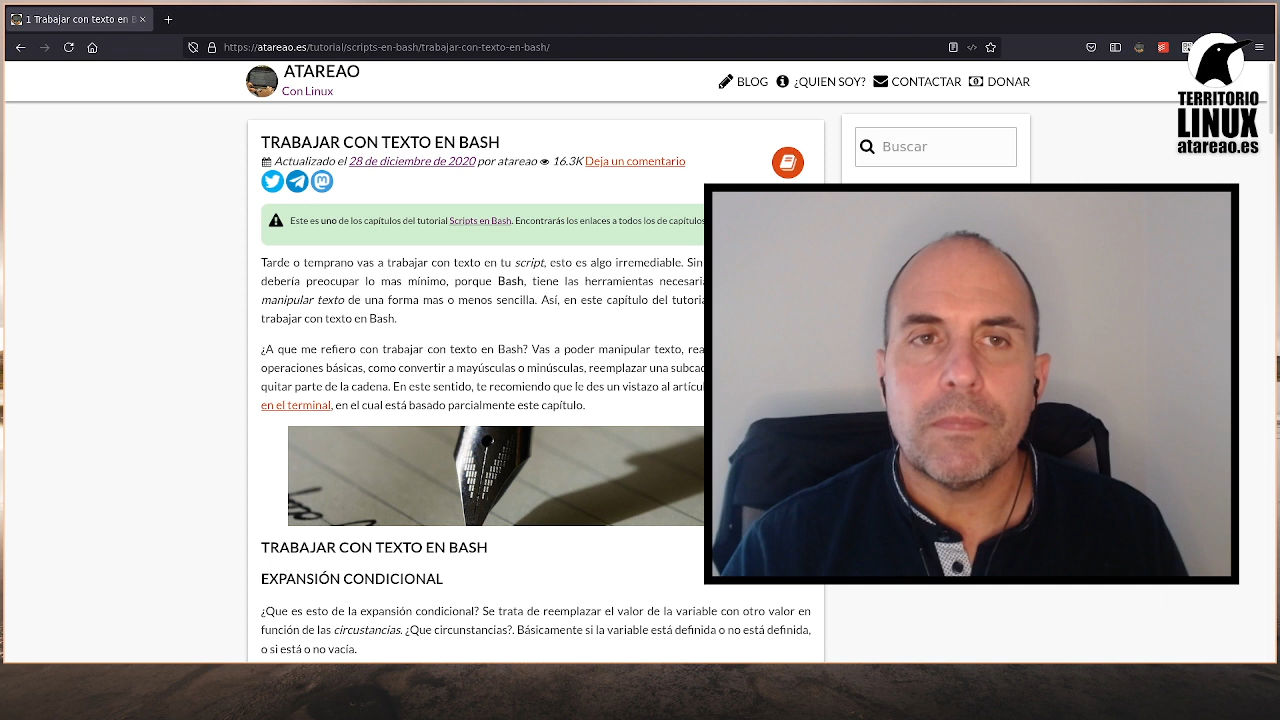 1 Trabajar con texto en B
https://atareao.es/tutorial/scripts-en-bash/trabajar-con-texto-en-bash/
ATAREAO
Con Linux
BLOG
¿QUIEN SOY?
CONTACTAR
DONAR
TERRITORIO
LINUX
atareao.es
TRABAJAR CON TEXTO EN BASH
Actualizado el 28 de diciembre de 2020 por atareao 16.3K Deja un comentario
Buscar
Este es uno de los capítulos del tutorial Scripts en Bash. Encontrarás los enlaces a todos los de capítulos
Tarde o temprano vas a trabajar con texto en tu script, esto es algo irremediable. Sin
debería preocupar lo mas mínimo, porque Bash, tiene las herramientas necesari
manipular texto de una forma mas o menos sencilla. Así, en este capítulo del tutoria
trabajar con texto en Bash.
¿A que me refiero con trabajar con texto en Bash? Vas a poder manipular texto, rea
operaciones básicas, como convertir a mayúsculas o minúsculas, reemplazar una subcad
quitar parte de la cadena. En este sentido, te recomiendo que le des un vistazo al artícu
en el terminal, en el cual está basado parcialmente este capítulo.
TRABAJAR CON TEXTO EN BASH
EXPANSIÓN CONDICIONAL
¿Que es esto de la expansión condicional? Se trata de reemplazar el valor de la variable con otro valor en
función de las circustancias. ¿Que circunstancias?. Básicamente si la variable está definida o no está definida,
o si está o no vacía.